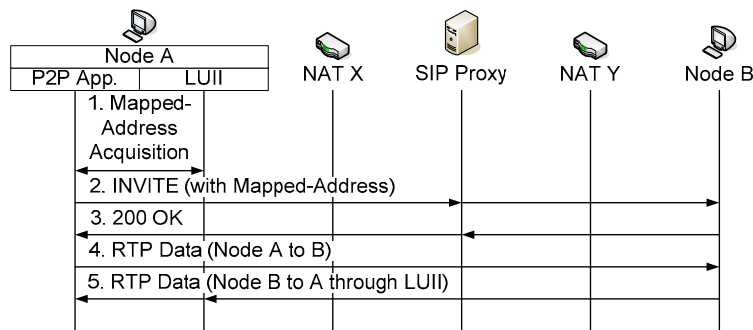 Node A
P2P App. LUII NAT X SIP Proxy NAT Y Node B
1. Mapped-
Address
Acquisition
2. INVITE (with Mapped-Address)
3. 200 OK
4. RTP Data (Node A to B)
5. RTP Data (Node B to A through LUII)